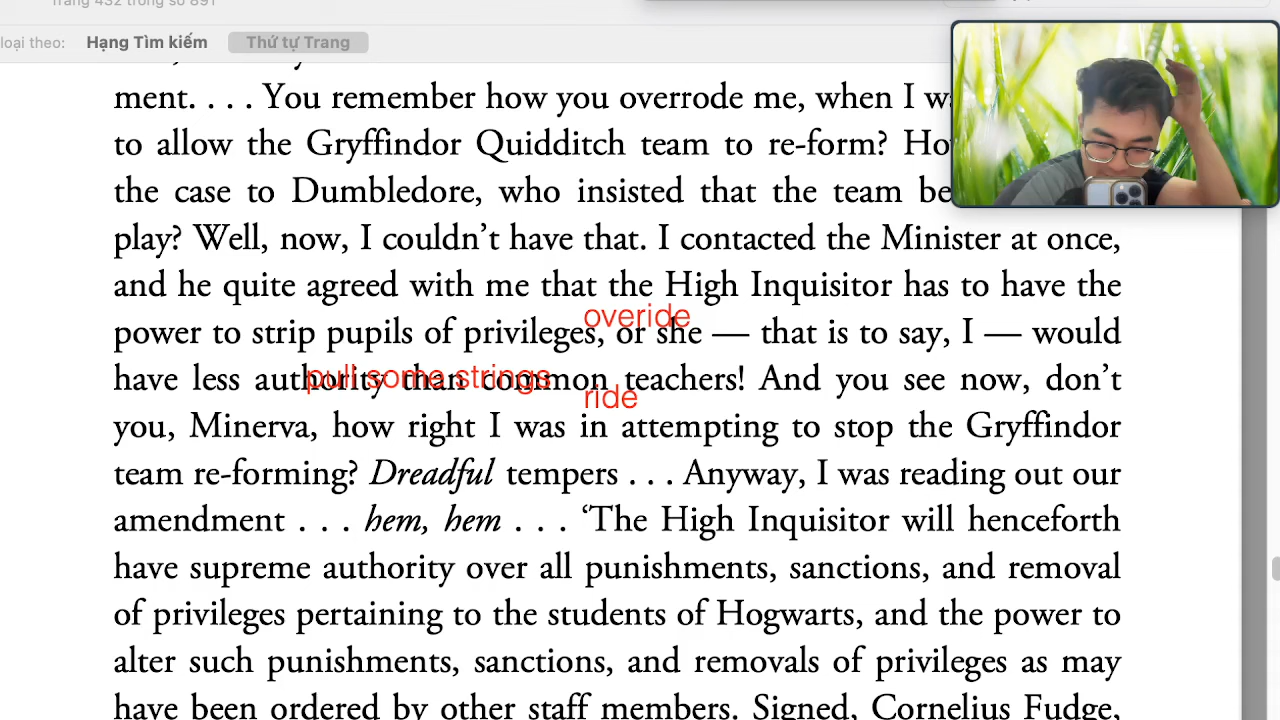 Trang 432 trong số 891
loại theo: Hạng Tìm kiếm Thứ tự Trang
ment. . . . You remember how you overrode me, when I
to allow the Gryffindor Quidditch team to re-form?
the case to Dumbledore, who insisted that the team be
play? Well, now, I couldn’t have that. I contacted the Minister at once,
and he quite agreed with me that the High Inquisitor has to have the
overide
power to strip pupils of privileges, or she — that is to say, I — would
pull some strings
have less authority than common teachers! And you see now, don’t
ride
you, Minerva, how right I was in attempting to stop the Gryffindor
team re-forming? Dreadful tempers . . . Anyway, I was reading out our
amendment . . . hem, hem . . . ‘The High Inquisitor will henceforth
have supreme authority over all punishments, sanctions, and removal
of privileges pertaining to the students of Hogwarts, and the power to
alter such punishments, sanctions, and removals of privileges as may
have been ordered by other staff members. Signed, Cornelius Fudge,